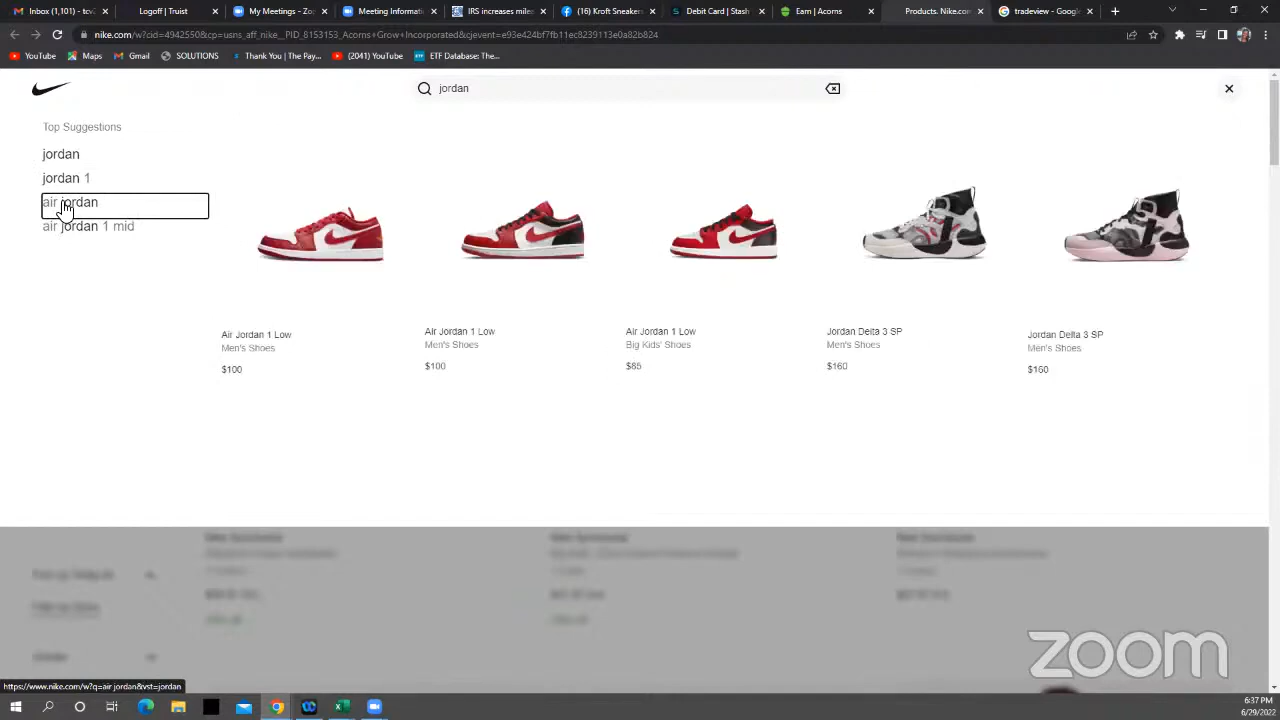 Inbox (1,101) - tvc
Logoff | Truist
My Meetings - Zo
Meeting Informati
IRS increases miles
(16) Kroft Sneaker
Debit Card | Stash
Earn | Acorns
Products. Nike.com
tradeview - Google
nike.com/w?cid=4942550&cp=usns_aff_nike__PID_8153153_Acorns+Grow+Incorporated&cjevent=e93e424bf7fb11ec8239113e0a82b824
YouTube
Maps
Gmail
SOLUTIONS
Thank You | The Pay...
(2041) YouTube
ETF Database: The...
jordan
Top Suggestions
jordan
jordan 1
air jordan
air jordan 1 mid
Air Jordan 1 Low
Men's Shoes
$100
Air Jordan 1 Low
Men's Shoes
$100
Air Jordan 1 Low
Big Kids' Shoes
$85
Jordan Delta 3 SP
Men's Shoes
$160
Jordan Delta 3 SP
Men's Shoes
$160
zoom
https://www.nike.com/w?q=air jordan&vst=jordan
6:37 PM
6/29/2022